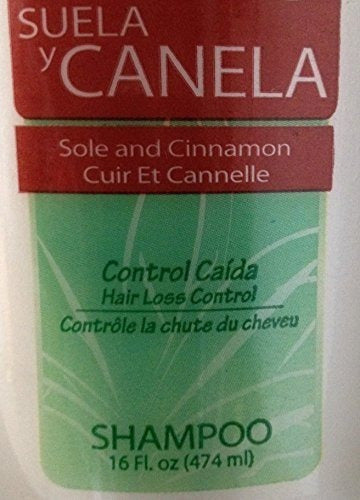 SUELA
y CANELA
Sole and Cinnamon
Cuir Et Cannelle
Control Caída
Hair Loss Control
Contrôle la chute du cheveu
SHAMPOO
16 Fl. oz (474 ml)